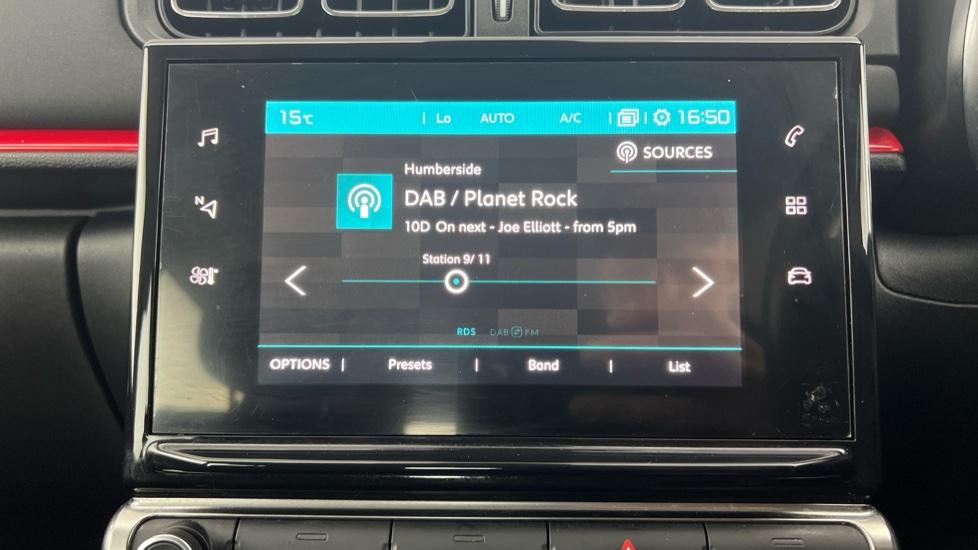 15°C | Lo AUTO A/C | | 16:50
SOURCES
Humberside
DAB / Planet Rock
10D On next - Joe Elliott - from 5pm
Station 9/ 11
N
RDS DAB FM
OPTIONS | Presets | Band | List